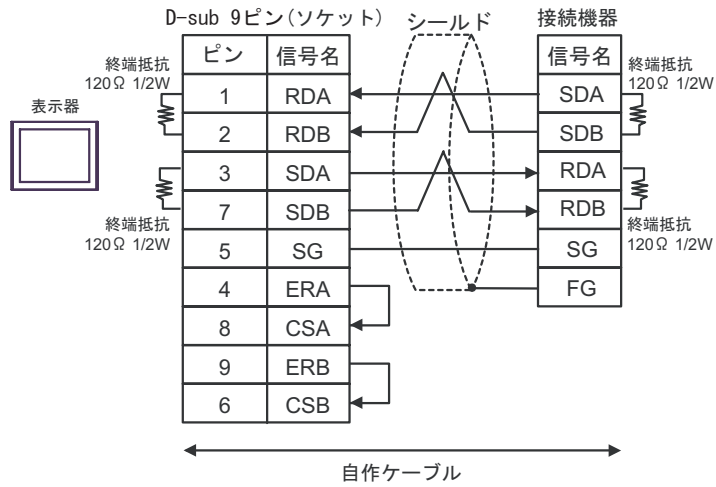 D-sub 9ピン(ソケット)
シールド
接続機器
終端抵抗
120Ω 1/2W
表示器
終端抵抗
120Ω 1/2W
ピン 信号名
1 RDA
2 RDB
3 SDA
7 SDB
5 SG
4 ERA
8 CSA
9 ERB
6 CSB
信号名
SDA
SDB
RDA
RDB
SG
FG
終端抵抗
120Ω 1/2W
終端抵抗
120Ω 1/2W
自作ケーブル